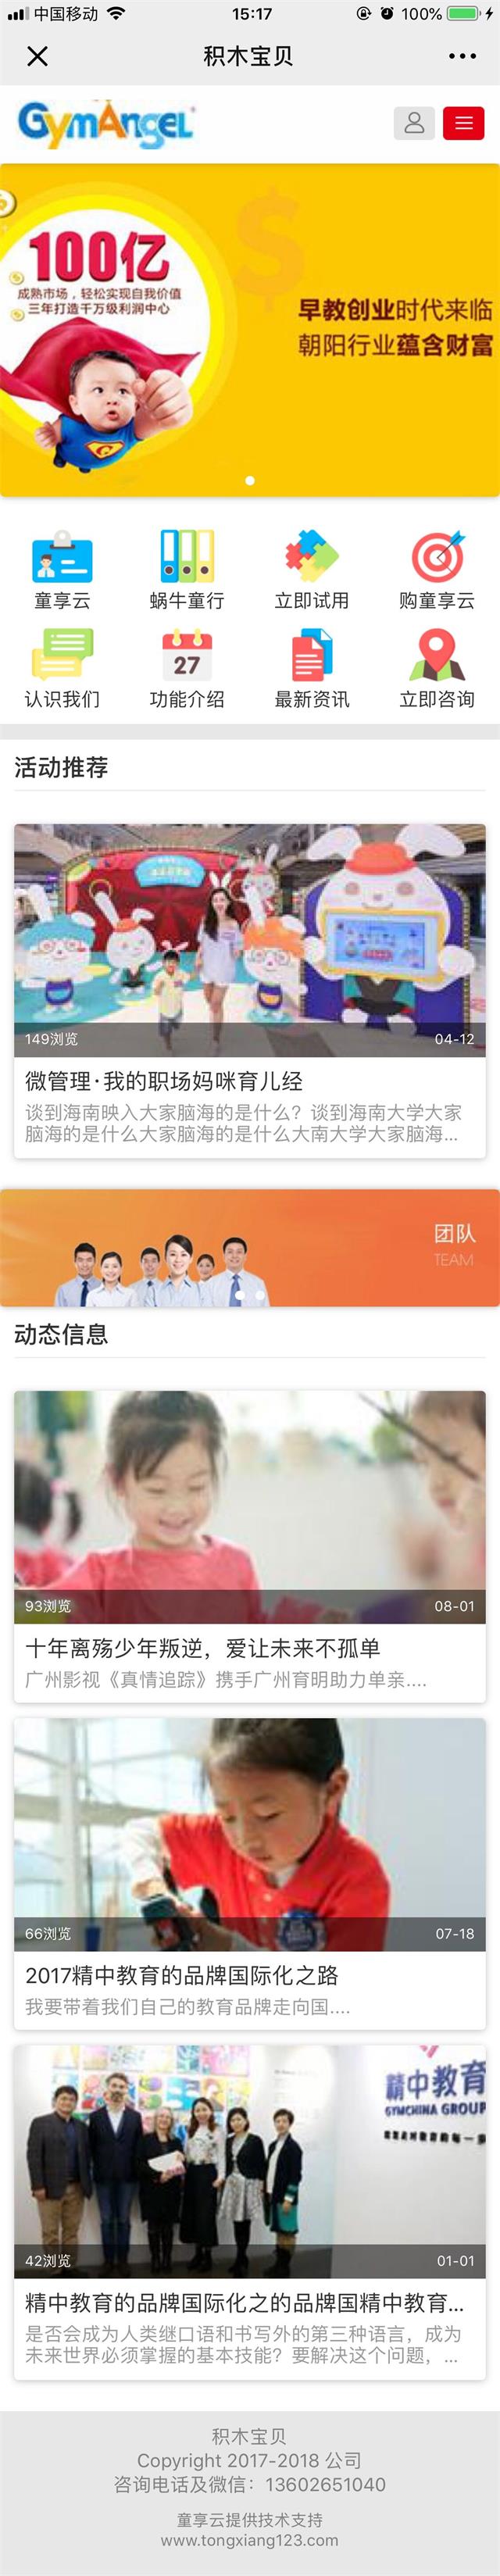 中国移动 15:17 100%
积木宝贝
GymAngel
100亿
成熟市场，轻松实现自我价值
三年打造千万级利润中心
早教创业时代来临
朝阳行业蕴含财富
童享云 蜗牛童行 立即试用 购童享云
27
认识我们 功能介绍 最新资讯 立即咨询
活动推荐
149浏览 04-12
微管理·我的职场妈咪育儿经
谈到海南映入大家脑海的是什么？谈到海南大学大家
脑海的是什么大家脑海的是什么大南大学大家脑海...
团队
TEAM
动态信息
93浏览 08-01
十年离殇少年叛逆，爱让未来不孤单
广州影视《真情追踪》携手广州育明助力单亲....
66浏览 07-18
2017精中教育的品牌国际化之路
我要带着我们自己的教育品牌走向国....
精中教育
GYMCHINA GROUP
42浏览 01-01
精中教育的品牌国际化之的品牌国精中教育...
是否会成为人类继口语和书写外的第三种语言，成为
未来世界必须掌握的基本技能？要解决这个问题，...
积木宝贝
Copyright 2017-2018 公司
咨询电话及微信：13602651040
童享云提供技术支持
www.tongxiang123.com